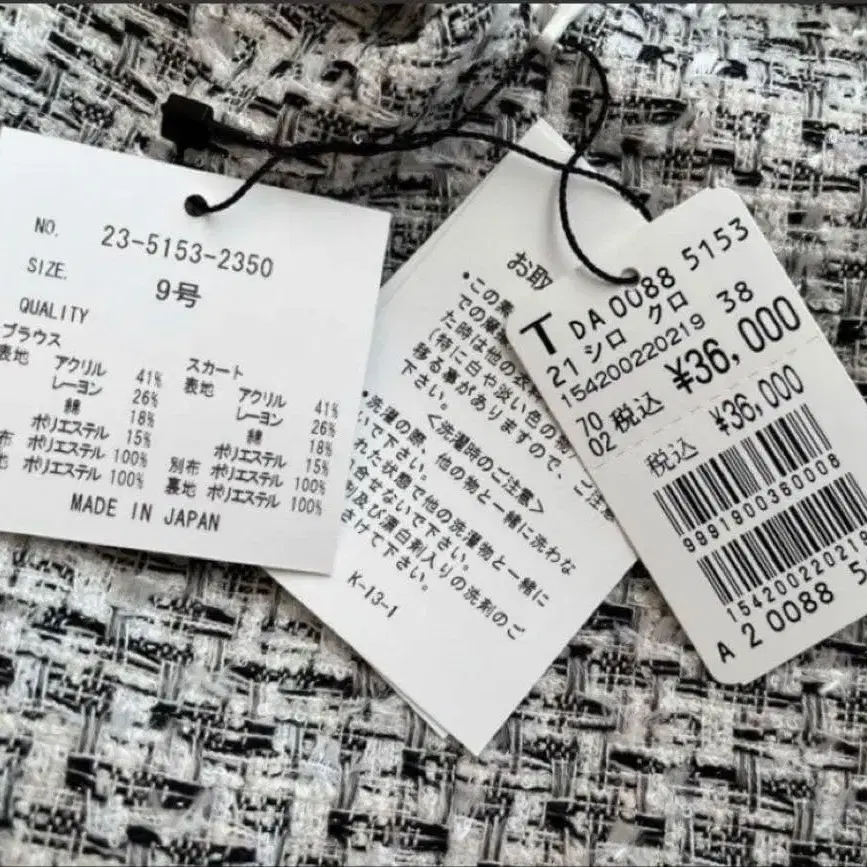 NO. 23-5153-2350
SIZE. 9号
QUALITY
ブラウス
表地 アクリル 41%
レーヨン 26%
綿 18%
ポリエステル 15%
布 ポリエステル 100%
地 ポリエステル 100%
スカート
表地 アクリル 41%
レーヨン 26%
綿 18%
ポリエステル 15%
別布 ポリエステル 100%
裏地 ポリエステル 100%
MADE IN JAPAN
お取
・この素
での着
た時は他の衣
(特に白や淡い色の
移る事がありますので、ご注意
下さい。
<洗濯時のご注意>
・洗濯の際、他の物と一緒に洗わな
いで下さい。
れた状態で他の洗濯物と一緒に
合せないで下さい。
及び漂白剤入りの洗剤のご
さけて下さい。
K-13-1
T DA 0088 5153
21 シロ クロ 38
154200220219
70
02 税込 ¥36,000
税込 ¥36,000
9991800360008
15420022021
A 2 0088 5